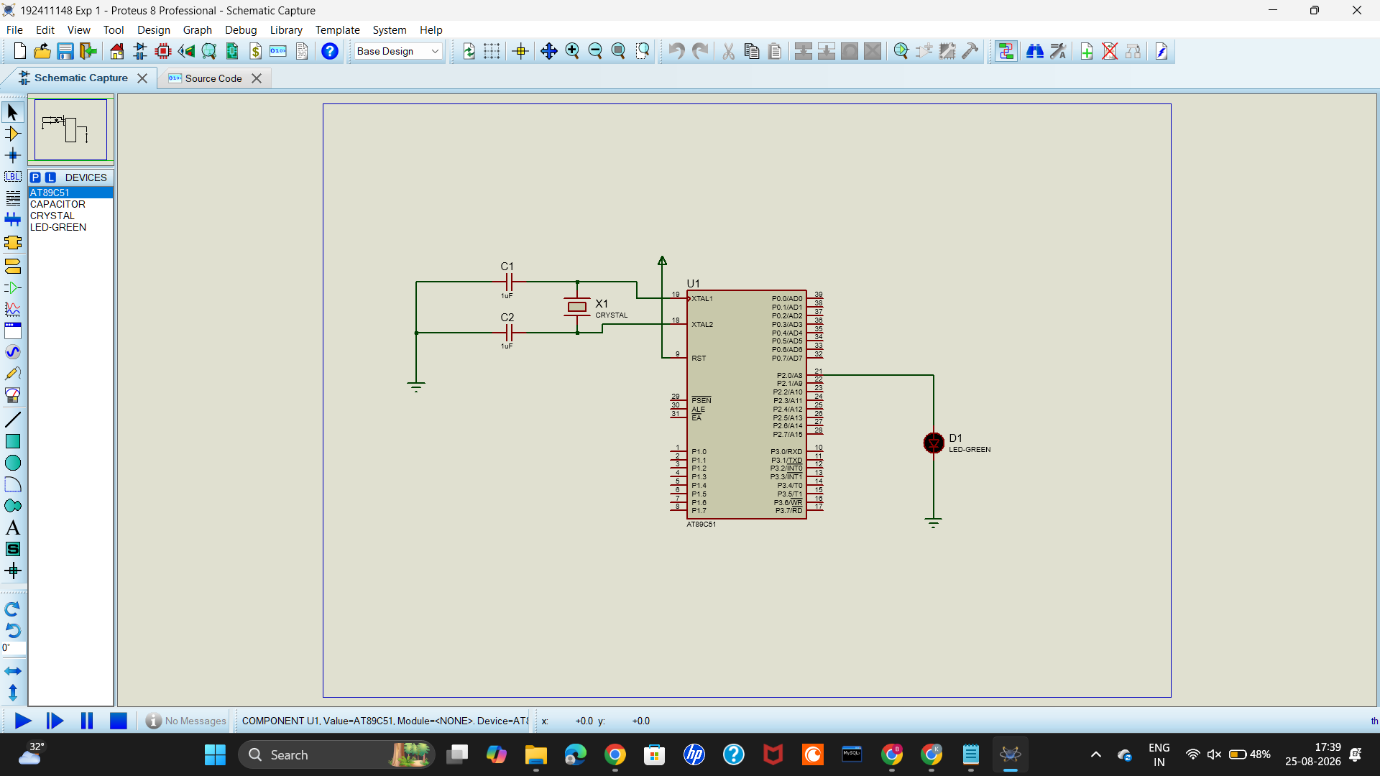 192411148 Exp 1 - Proteus 8 Professional - Schematic Capture
File Edit View Tool Design Graph Debug Library Template System Help
Base Design
Schematic Capture
Source Code
P L DEVICES
AT89C51
CAPACITOR
CRYSTAL
LED-GREEN
LBL
A
S
0°
C1
1uF
C2
1uF
X1
CRYSTAL
U1
19 XTAL1
18 XTAL2
9 RST
29 PSEN
30 ALE
31 EA
1 P1.0
2 P1.1
3 P1.2
4 P1.3
5 P1.4
6 P1.5
7 P1.6
8 P1.7
P0.0/AD0 39
P0.1/AD1 38
P0.2/AD2 37
P0.3/AD3 36
P0.4/AD4 35
P0.5/AD5 34
P0.6/AD6 33
P0.7/AD7 32
P2.0/A8 21
P2.1/A9 22
P2.2/A10 23
P2.3/A11 24
P2.4/A12 25
P2.5/A13 26
P2.6/A14 27
P2.7/A15 28
P3.0/RXD 10
P3.1/TXD 11
P3.2/INT0 12
P3.3/INT1 13
P3.4/T0 14
P3.5/T1 15
P3.6/WR 16
P3.7/RD 17
AT89C51
D1
LED-GREEN
No Messages
COMPONENT U1, Value=AT89C51, Module=<NONE>. Device=AT8
x: +0.0 y: +0.0
th
32°
Search
hp
MySQL
ENG
IN
48%
17:39
25-08-2026